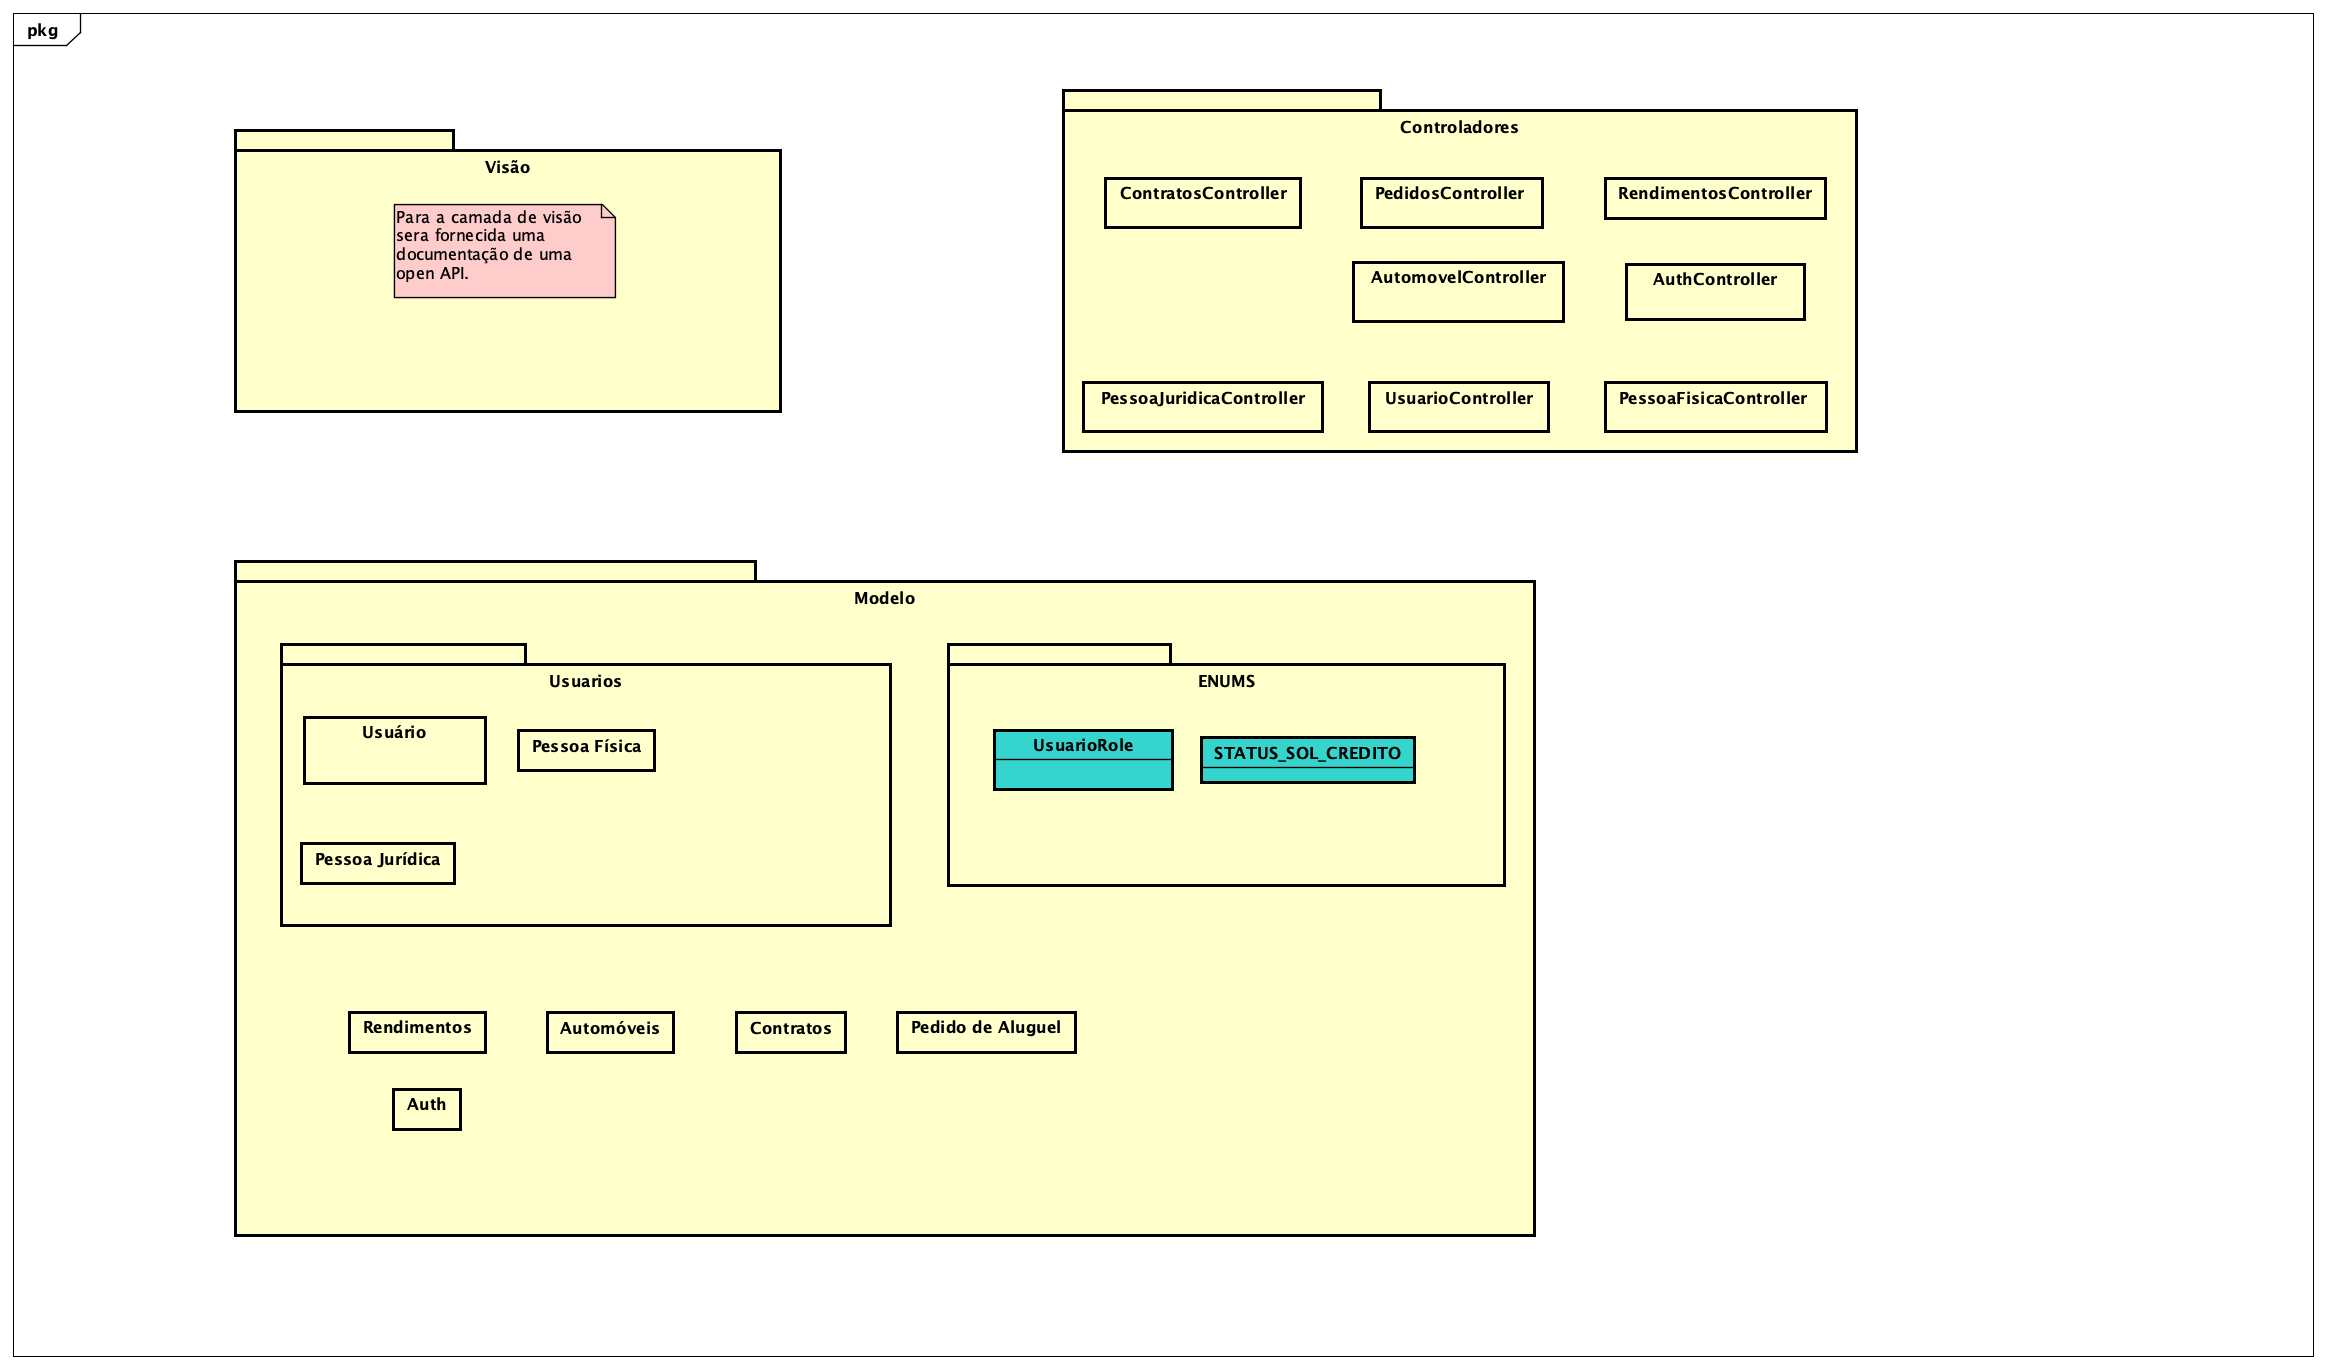 pkg
Visão
Para a camada de visão
sera fornecida uma
documentação de uma
open API.
Controladores
ContratosController
PedidosController
RendimentosController
AutomovelController
AuthController
PessoaJuridicaController
UsuarioController
PessoaFisicaController
Modelo
Usuarios
Usuário
Pessoa Física
Pessoa Jurídica
ENUMS
UsuarioRole
STATUS_SOL_CREDITO
Rendimentos
Automóveis
Contratos
Pedido de Aluguel
Auth